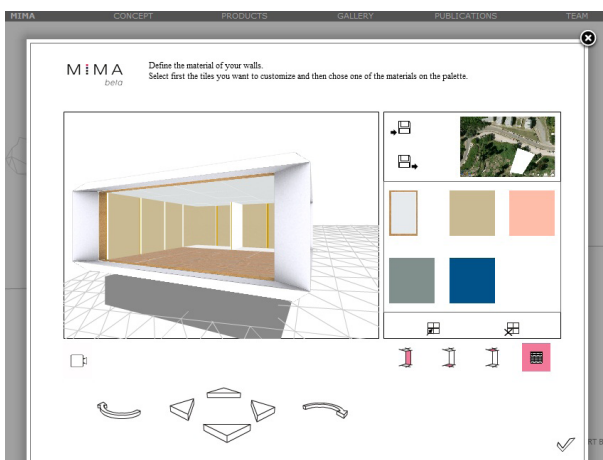 MIMA CONCEPT PRODUCTS GALLERY PUBLICATIONS TEAM
MIMA
beta
Define the material of your walls.
Select first the tiles you want to customize and then chose one of the materials on the palette.